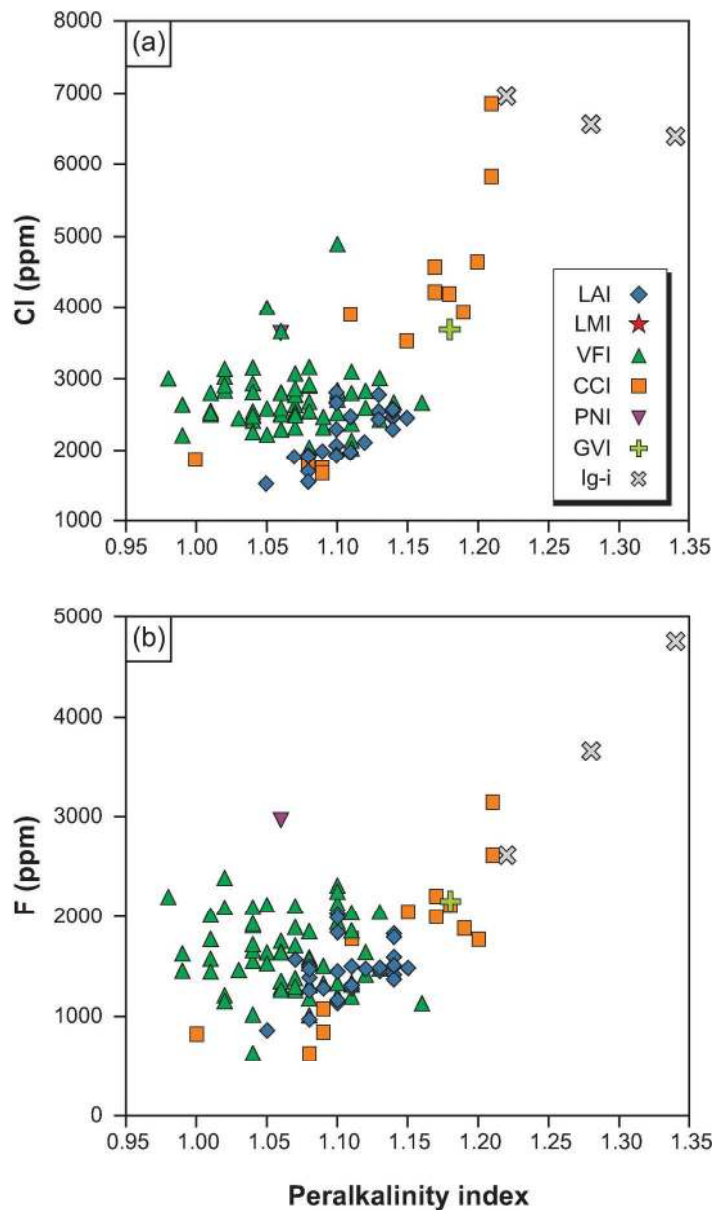 (a)
8000
7000
6000
5000
4000
3000
2000
1000
Cl (ppm)
LAI
LMI
VFI
CCI
PNI
GVI
Ig-i
0.95 1.00 1.05 1.10 1.15 1.20 1.25 1.30 1.35
(b)
5000
4000
3000
2000
1000
0
F (ppm)
0.95 1.00 1.05 1.10 1.15 1.20 1.25 1.30 1.35
Peralkalinity index